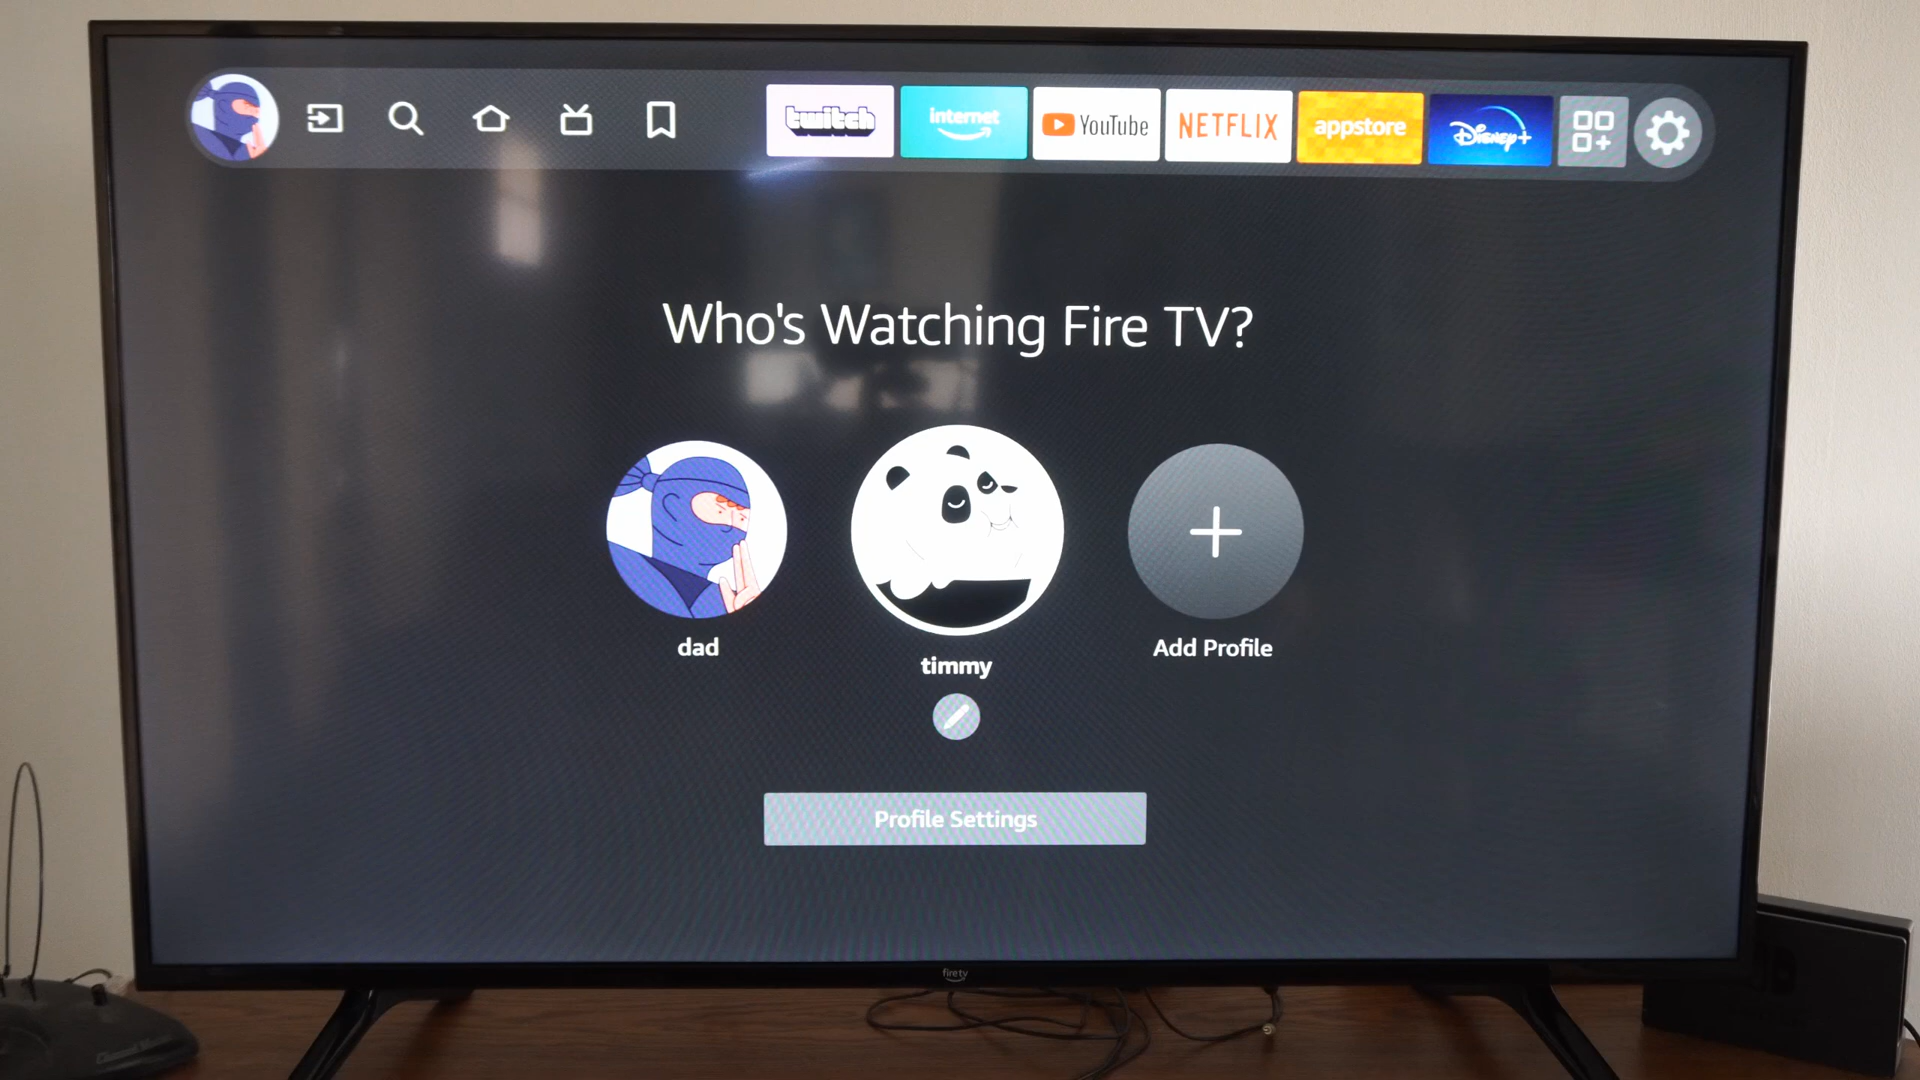 twitch
internet
YouTube
NETFLIX
appstore
Disney+
Who's Watching Fire TV?
dad
timmy
Add Profile
Profile Settings
firetv